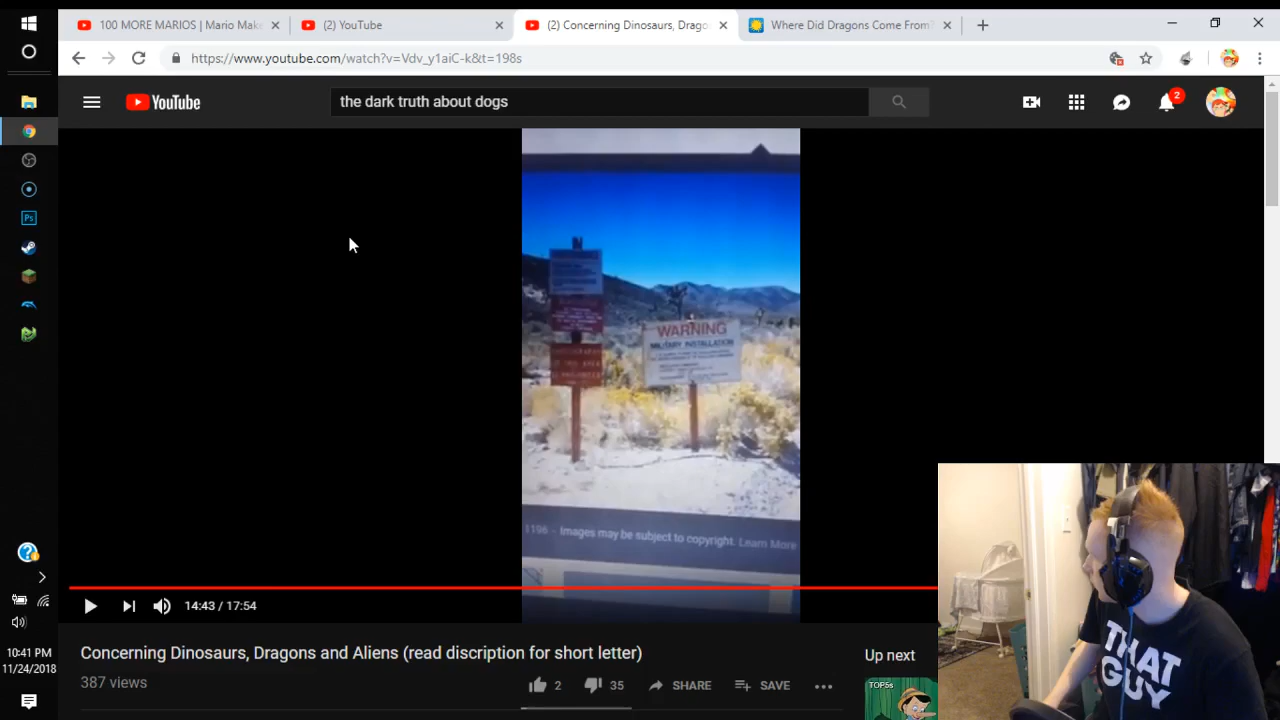 100 MORE MARIOS | Mario Make
(2) YouTube
(2) Concerning Dinosaurs, Drago
Where Did Dragons Come From?
https://www.youtube.com/watch?v=Vdv_y1aiC-k&t=198s
YouTube
the dark truth about dogs
2
Ps
WARNING
MILITARY INSTALLATION
1196 - Images may be subject to copyright. Learn More
14:43 / 17:54
Concerning Dinosaurs, Dragons and Aliens (read discription for short letter)
387 views
2
35
SHARE
SAVE
Up next
TOP5s
THAT
GUY
10:41 PM
11/24/2018